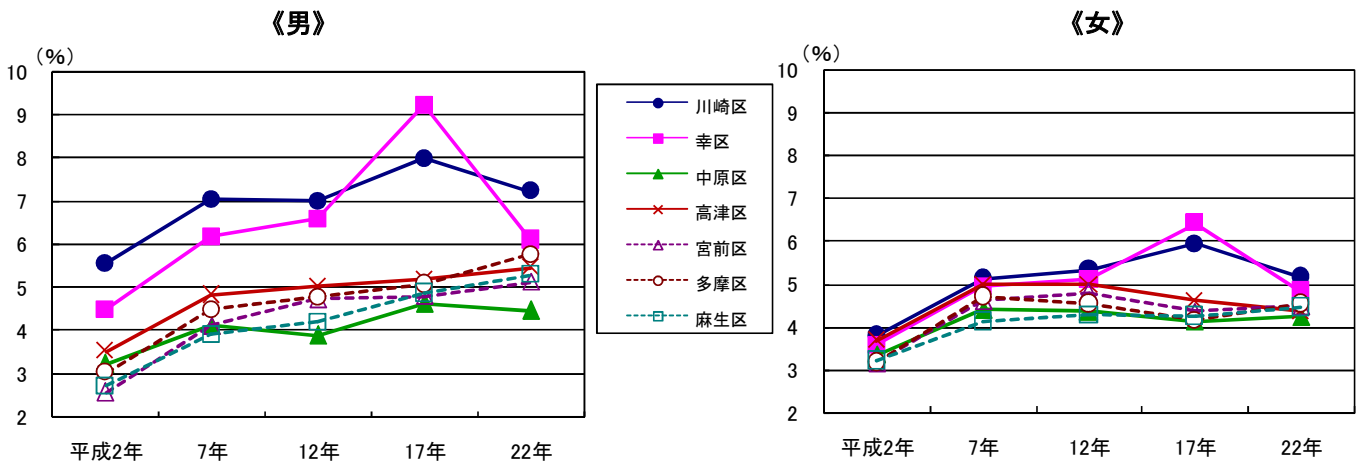 《男》
(%)
10
9
8
7
6
5
4
3
2
平成2年 7年 12年 17年 22年
川崎区
幸区
中原区
高津区
宮前区
多摩区
麻生区
《女》
(%)
10
9
8
7
6
5
4
3
2
平成2年 7年 12年 17年 22年